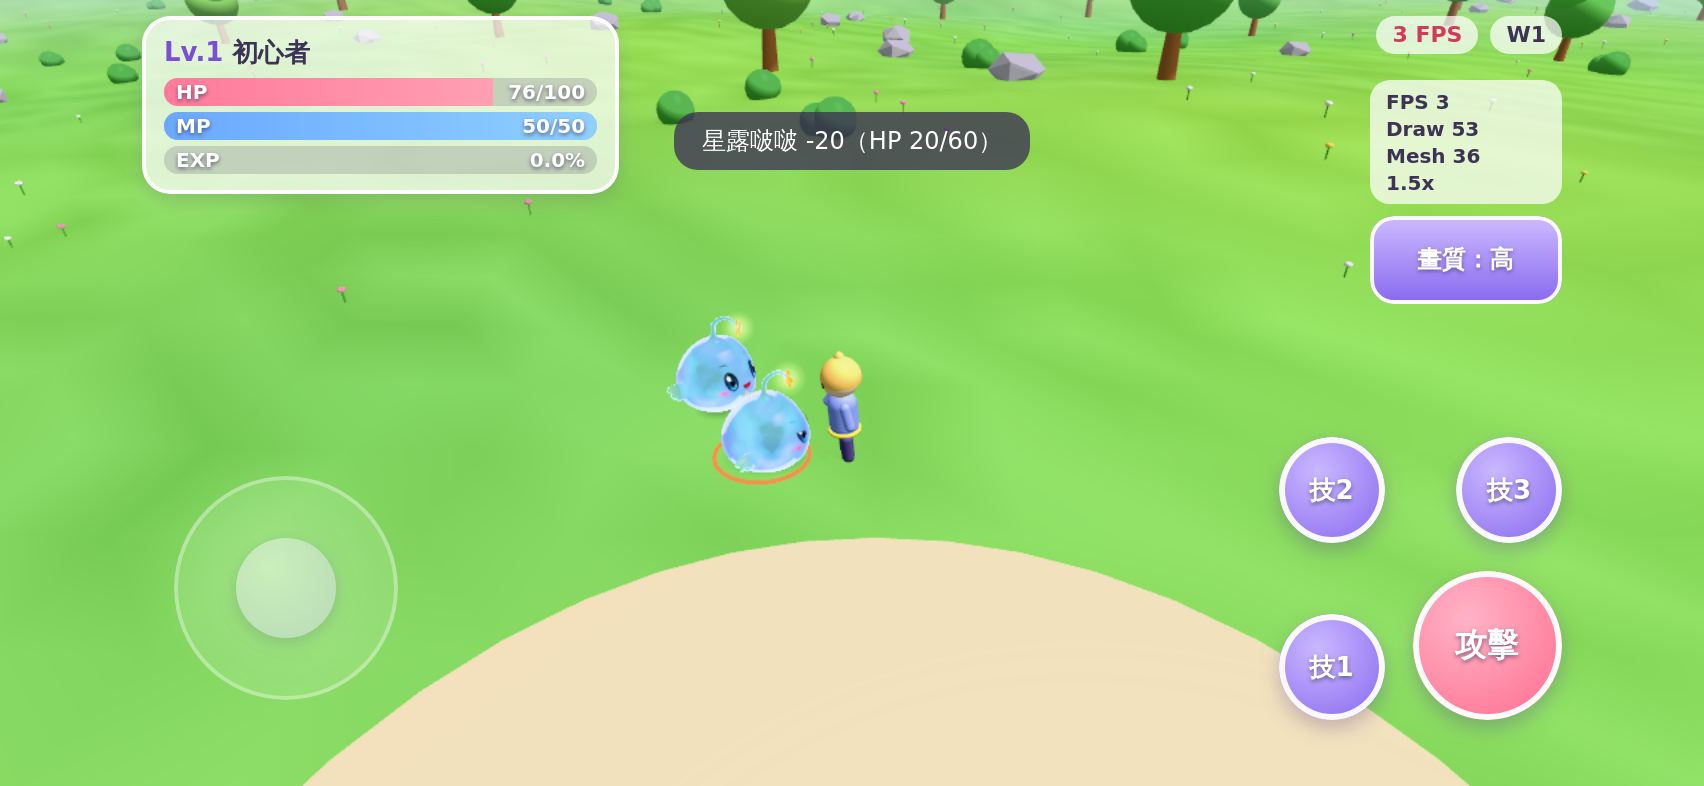 Lv.1 初心者
HP 76/100
MP 50/50
EXP 0.0%
星露啵啵 -20（HP 20/60）
3 FPS
W1
FPS 3
Draw 53
Mesh 36
1.5x
畫質：高
技2
技3
技1
攻擊